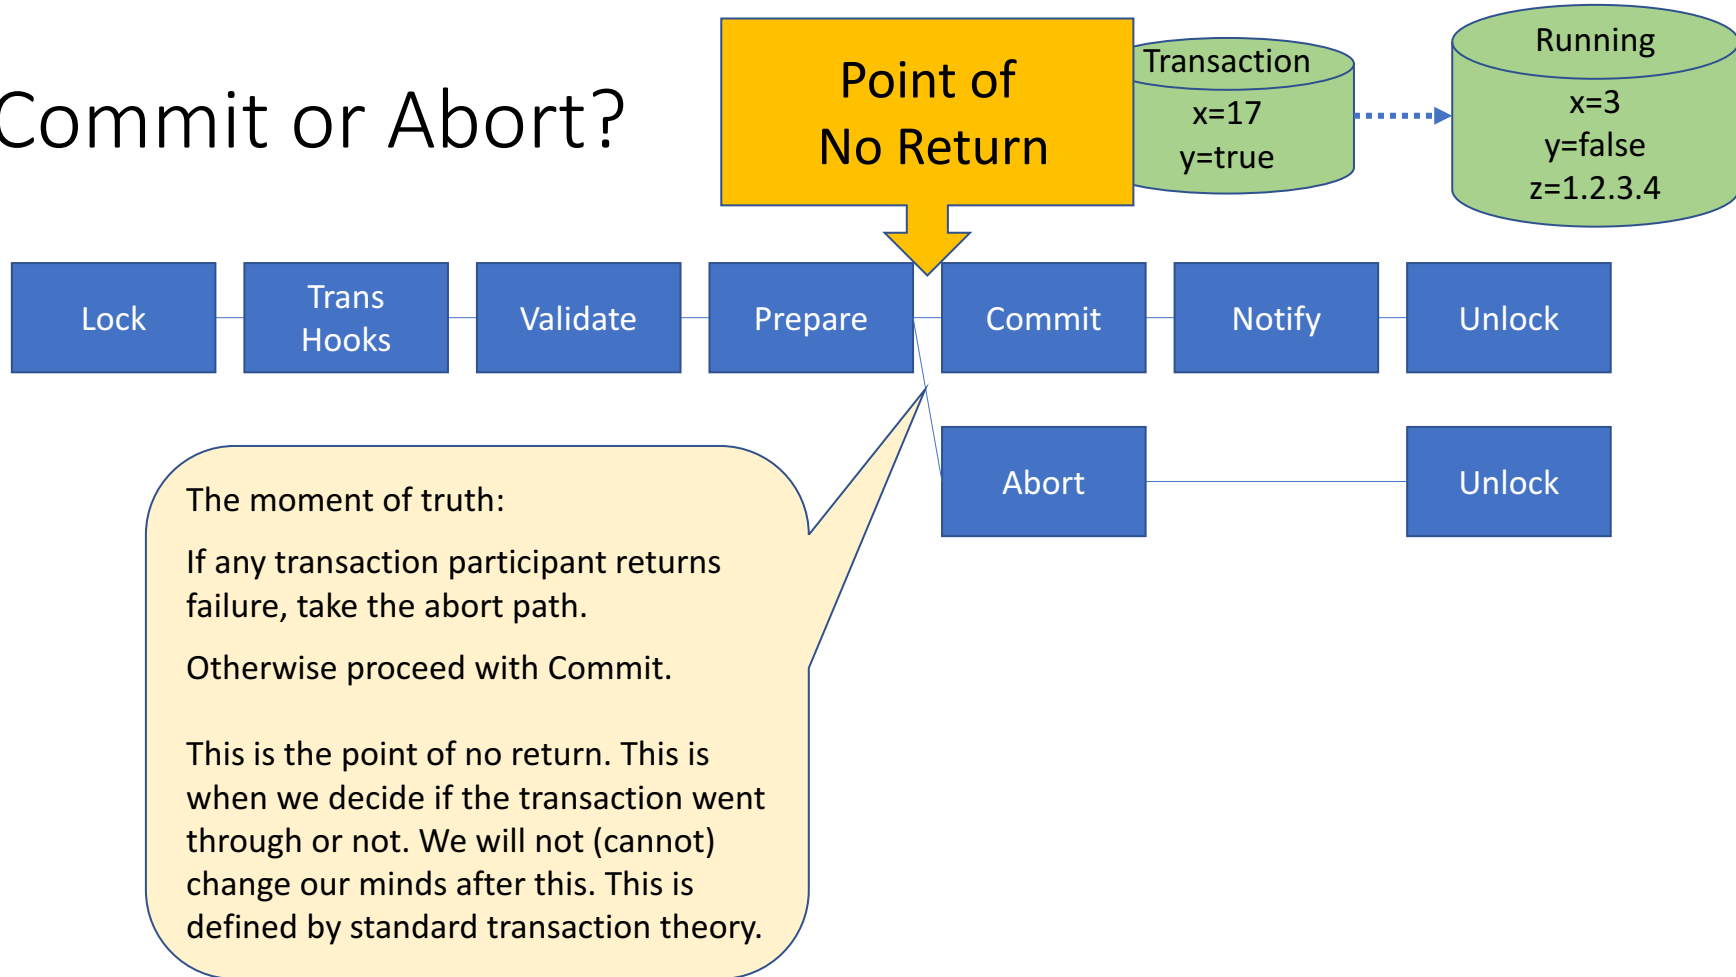 Commit or Abort?
Point of
No Return
Transaction
x=17
y=true
Running
x=3
y=false
z=1.2.3.4
Lock
Trans
Hooks
Validate
Prepare
Commit
Notify
Unlock
Abort
Unlock
The moment of truth:
If any transaction participant returns
failure, take the abort path.
Otherwise proceed with Commit.
This is the point of no return. This is
when we decide if the transaction went
through or not. We will not (cannot)
change our minds after this. This is
defined by standard transaction theory.